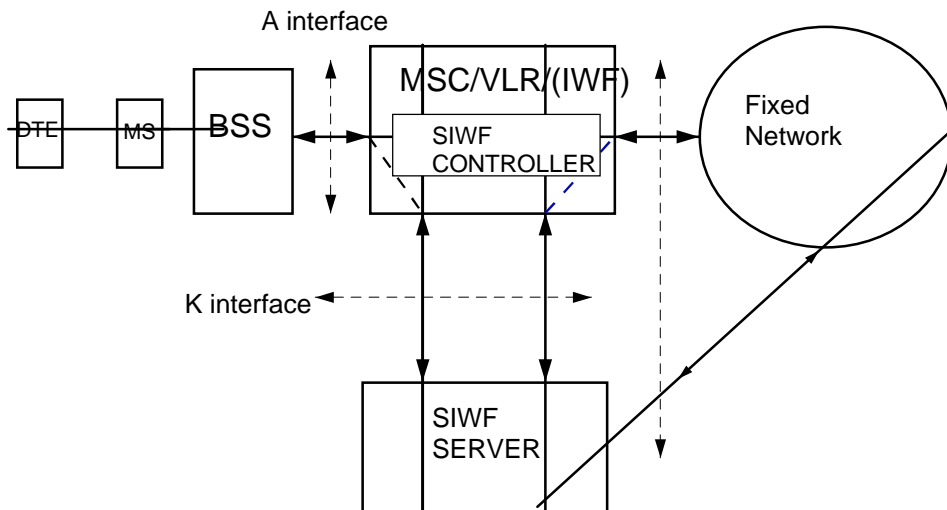 A interface
MSC/VLR/(IWF)
DTE
MS
BSS
SIWF
CONTROLLER
Fixed
Network
K interface
SIWF
SERVER